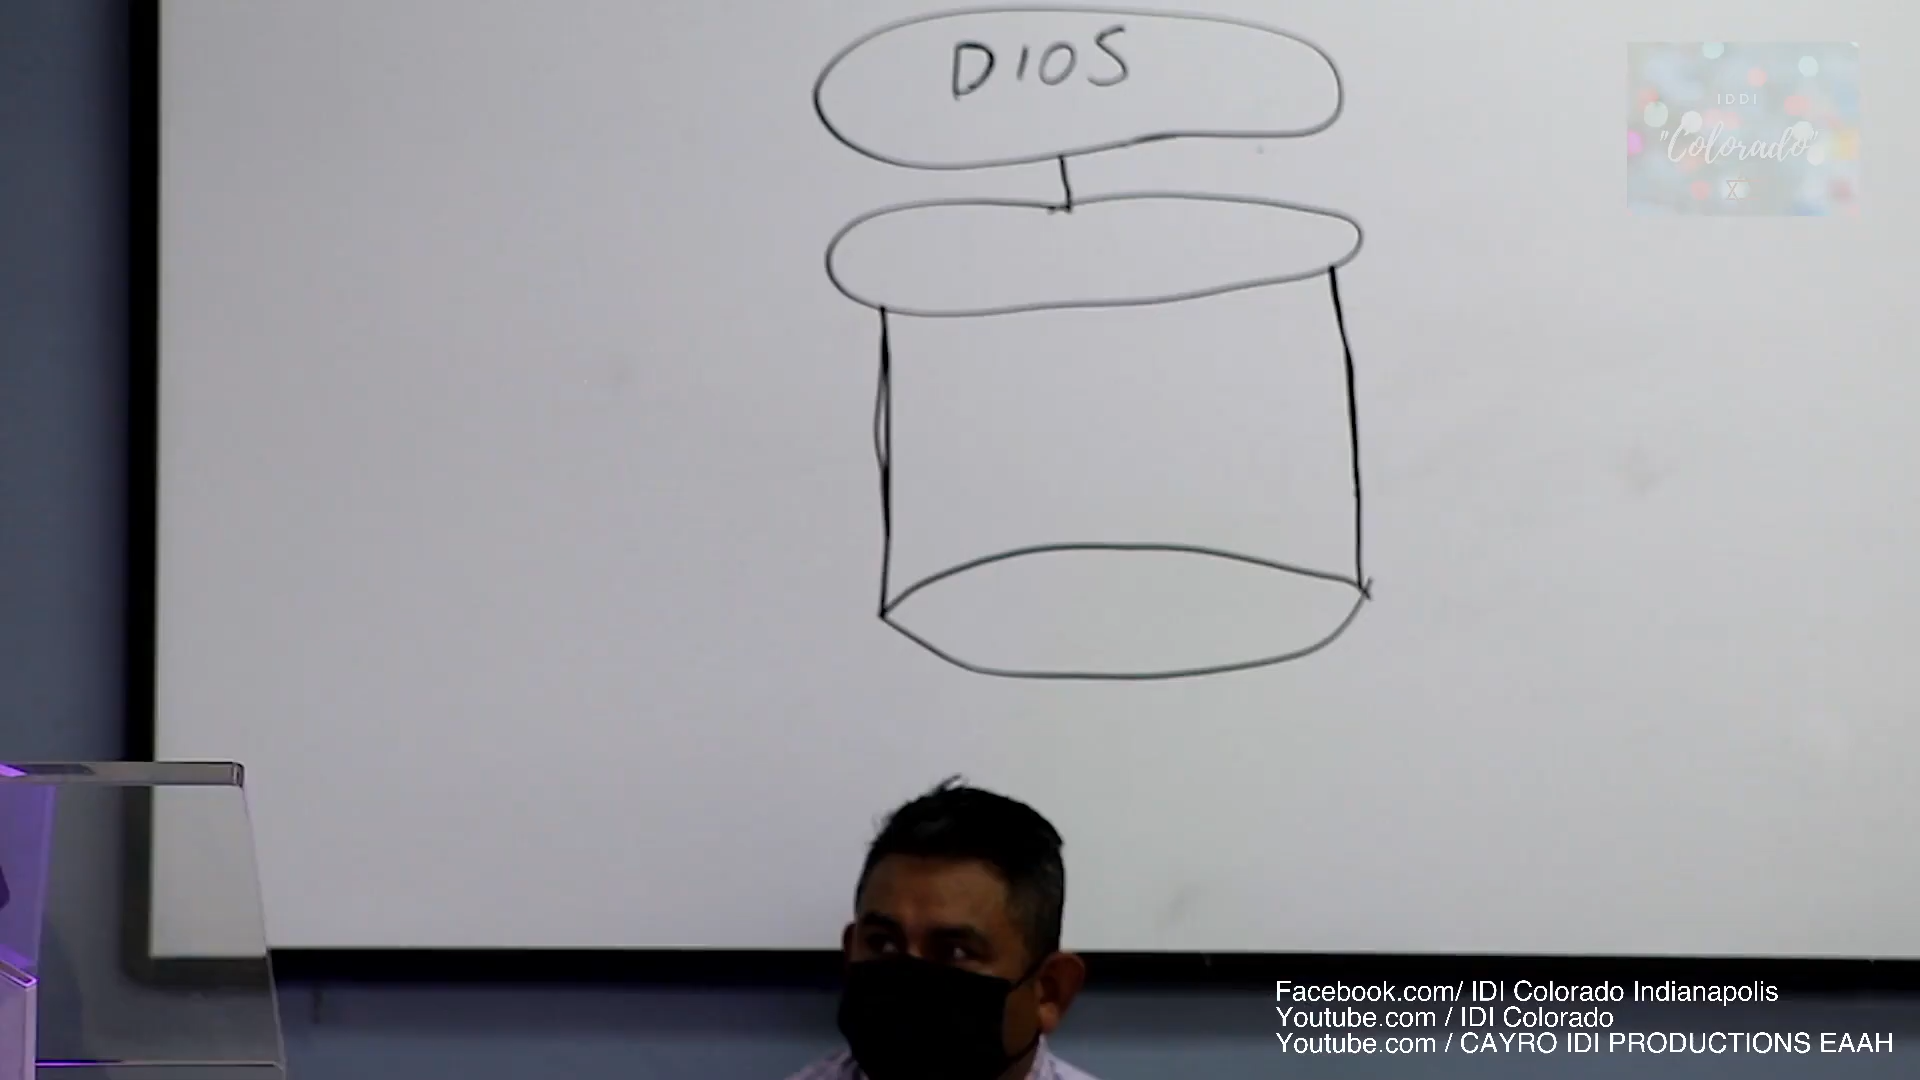 DIOS
IDDI
"Colorado"
Facebook.com/ IDI Colorado Indianapolis
Youtube.com / IDI Colorado
Youtube.com / CAYRO IDI PRODUCTIONS EAAH